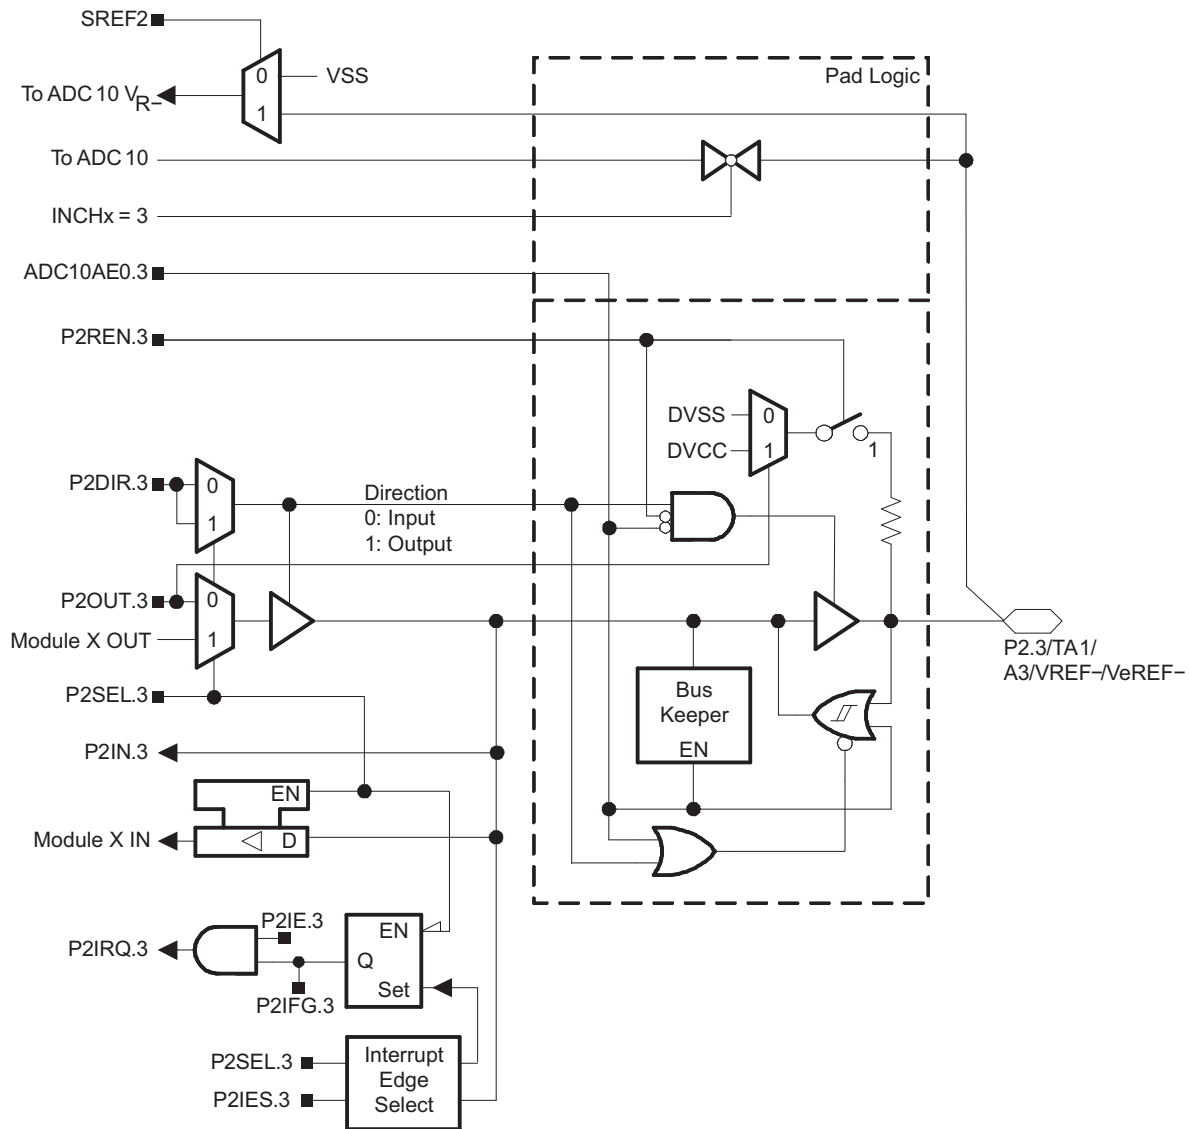 SREF2
0
VSS
Pad Logic
To ADC 10 VR−
1
To ADC 10
INCHx = 3
ADC10AE0.3
P2REN.3
DVSS
0
DVCC
1
1
P2DIR.3
0
1
Direction
0: Input
1: Output
P2OUT.3
0
Module X OUT
1
P2.3/TA1/
A3/VREF−/VeREF−
P2SEL.3
Bus
Keeper
EN
P2IN.3
EN
Module X IN
D
P2IE.3
P2IRQ.3
EN
Q
Set
P2IFG.3
P2SEL.3
P2IES.3
Interrupt
Edge
Select